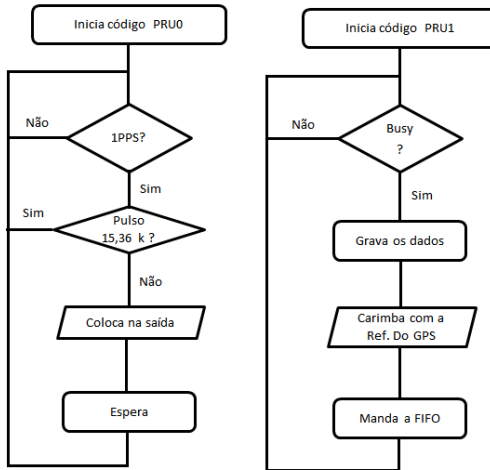 Inicia código PRU0
Não
1PPS?
Sim
Sim
Pulso
15,36 k ?
Não
Coloca na saída
Espera
Inicia código PRU1
Não
Busy
?
Sim
Grava os dados
Carimba com a
Ref. Do GPS
Manda a FIFO